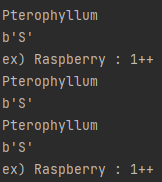 Pterophyllum
b'S'
ex) Raspberry : 1++
Pterophyllum
b'S'
Pterophyllum
b'S'
ex) Raspberry : 1++